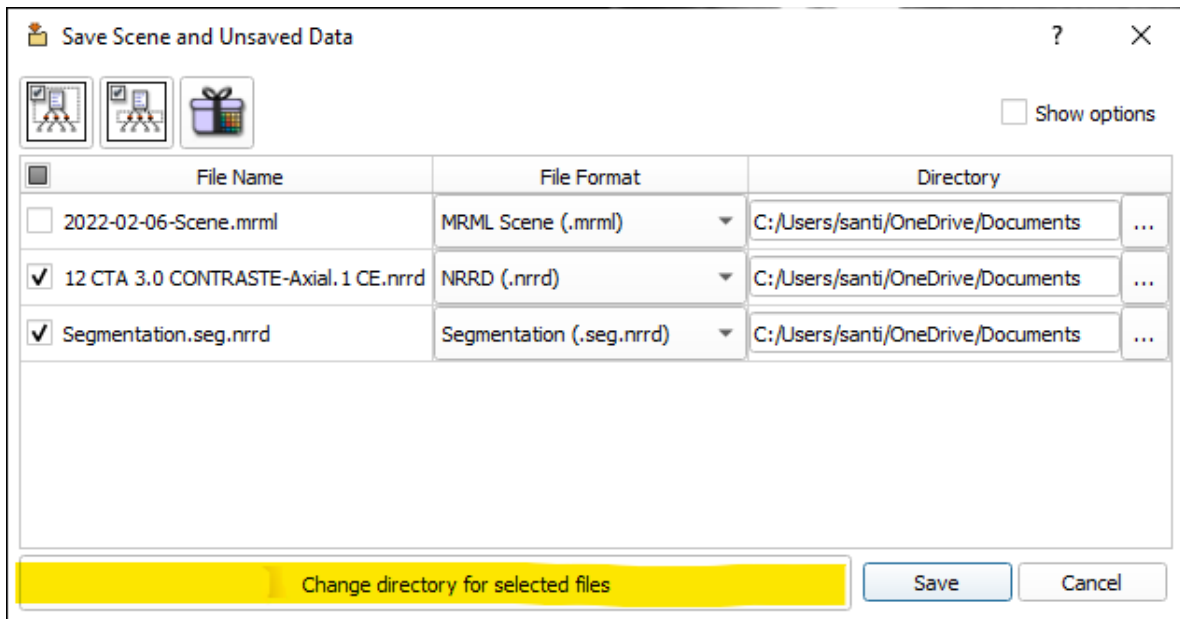 Save Scene and Unsaved Data ?
Show options
File Name File Format Directory
2022-02-06-Scene.mrml MRML Scene (.mrml) C:/Users/santi/OneDrive/Documents ...
12 CTA 3.0 CONTRASTE-Axial.1 CE.nrrd NRRD (.nrrd) C:/Users/santi/OneDrive/Documents ...
Segmentation.seg.nrrd Segmentation (.seg.nrrd) C:/Users/santi/OneDrive/Documents ...
Change directory for selected files Save Cancel